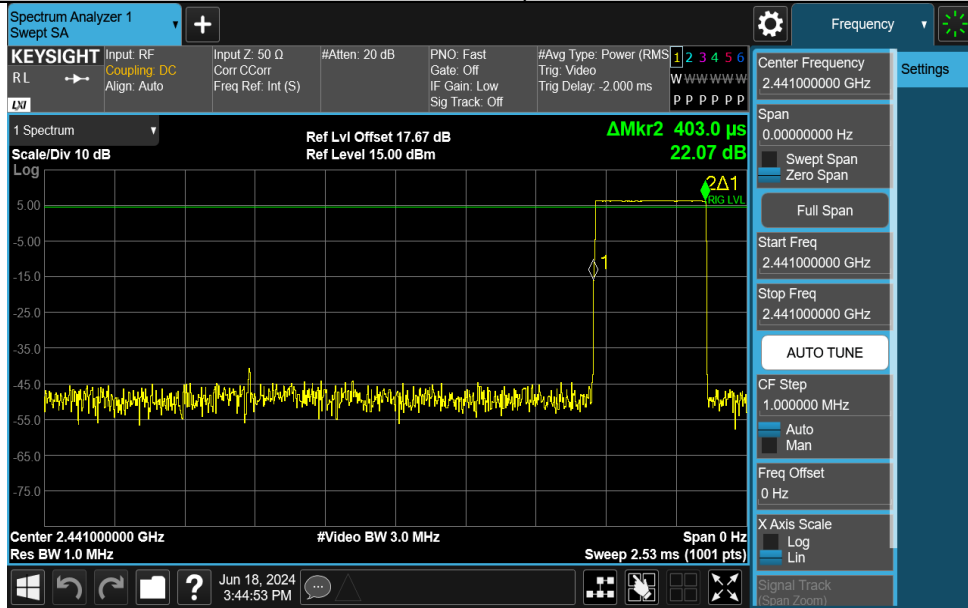 Spectrum Analyzer 1
Swept SA
+
Frequency
KEYSIGHT
RL
LXI
Input: RF
Coupling: DC
Align: Auto
Input Z: 50 Ω
Corr CCorr
Freq Ref: Int (S)
#Atten: 20 dB
PNO: Fast
Gate: Off
IF Gain: Low
Sig Track: Off
#Avg Type: Power (RMS
Trig: Video
Trig Delay: -2.000 ms
1 2 3 4 5 6
W W W W W W
P P P P P P
1 Spectrum
Scale/Div 10 dB
Log
Ref Lvl Offset 17.67 dB
Ref Level 15.00 dBm
ΔMkr2 403.0 µs
22.07 dB
2Δ1
RIG LVL
1
5.00
-5.00
-15.0
-25.0
-35.0
-45.0
-55.0
-65.0
-75.0
Center 2.441000000 GHz
Res BW 1.0 MHz
#Video BW 3.0 MHz
Span 0 Hz
Sweep 2.53 ms (1001 pts)
?
Jun 18, 2024
3:44:53 PM
Center Frequency
2.441000000 GHz
Span
0.00000000 Hz
Swept Span
Zero Span
Full Span
Start Freq
2.441000000 GHz
Stop Freq
2.441000000 GHz
AUTO TUNE
CF Step
1.000000 MHz
Auto
Man
Freq Offset
0 Hz
X Axis Scale
Log
Lin
Signal Track
(Span Zoom)
Settings